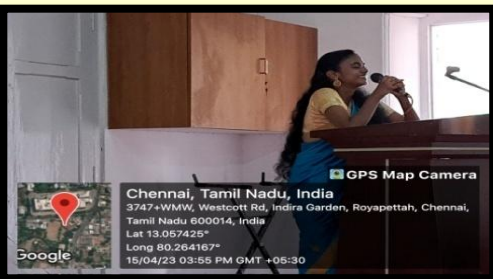 GPS Map Camera
Chennai, Tamil Nadu, India
3747+WMW, Westcott Rd, Indira Garden, Royapettah, Chennai,
Tamil Nadu 600014, India
Lat 13.057425°
Long 80.264167°
15/04/23 03:55 PM GMT +05:30
Google